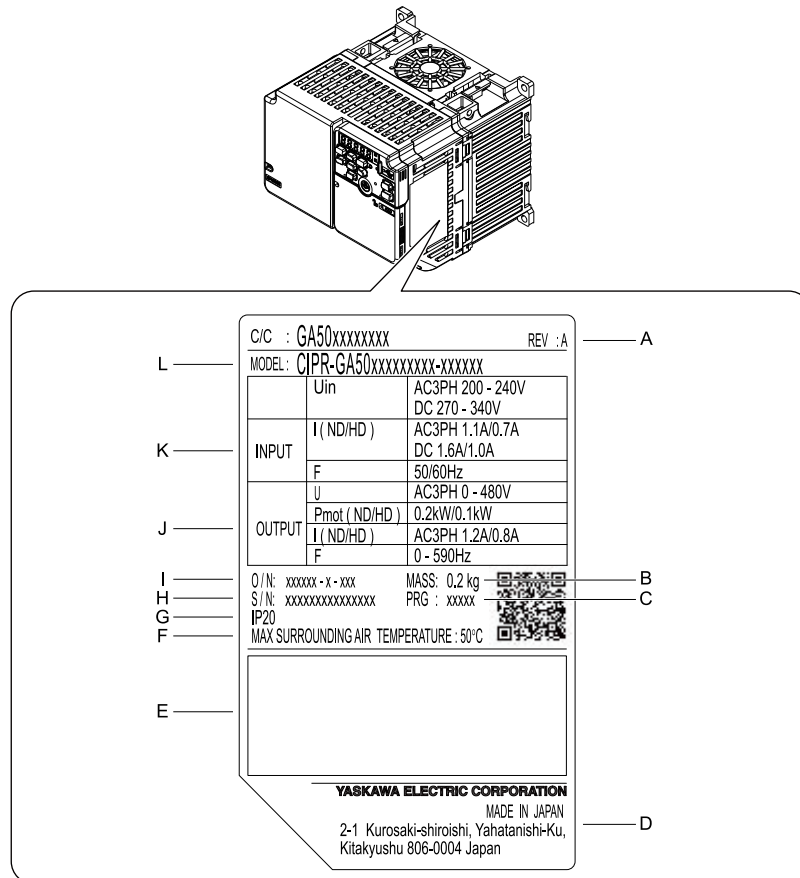 C/C : GA50xxxxxxxx REV : A
A
L
MODEL : CIPR-GA50xxxxxxxxx-xxxxxx
Uin AC3PH 200 - 240V
DC 270 - 340V
K
INPUT
I ( ND/HD ) AC3PH 1.1A/0.7A
DC 1.6A/1.0A
F 50/60Hz
J
OUTPUT
U AC3PH 0 - 480V
Pmot ( ND/HD ) 0.2kW/0.1kW
I ( ND/HD ) AC3PH 1.2A/0.8A
F 0 - 590Hz
I O / N: xxxxxx - x - xxx MASS: 0.2 kg B
H S / N: xxxxxxxxxxxxxxx PRG : xxxxx C
G IP20
F MAX SURROUNDING AIR TEMPERATURE : 50°C
E
YASKAWA ELECTRIC CORPORATION
MADE IN JAPAN
2-1 Kurosaki-shiroishi, Yahatanishi-Ku, D
Kitakyushu 806-0004 Japan